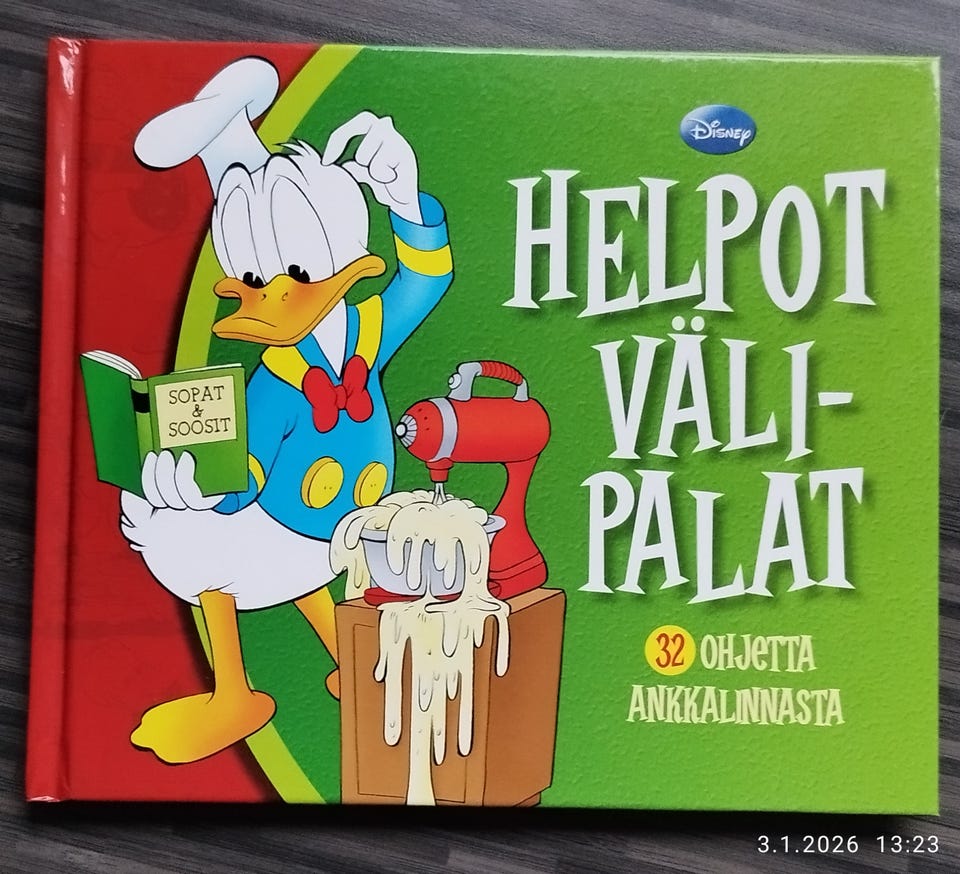 Disney
HELPOT
VÄLI-
PALAT
32 OHJETTA
ANKKALINNASTA
SOPAT
&
SOOSIT
3.1.2026 13:23